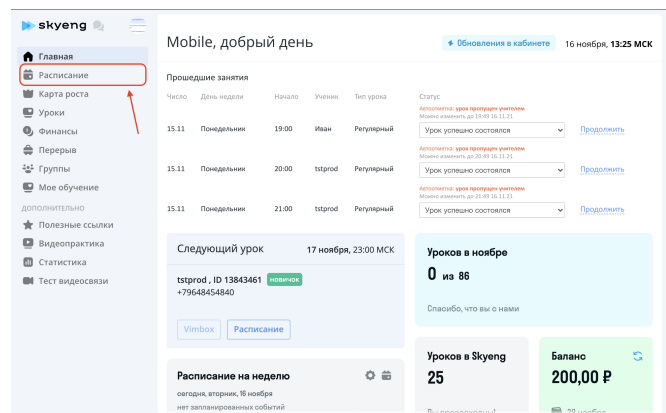 skyeng
Главная
Расписание
Карта роста
Уроки
Финансы
Перерыв
Группы
Мое обучение
ДОПОЛНИТЕЛЬНО
Полезные ссылки
Видеопрактика
Статистика
Тест видеосвязи
Mobile, добрый день
Обновления в кабинете 16 ноября, 13:25 МСК
Прошедшие занятия
Число День недели Начало Ученик Тип урока Статус
Автоотметка: урок пропущен учителем
Можно изменить до 19:49 16.11.21
15.11 Понедельник 19:00 Иван Регулярный Урок успешно состоялся Продолжить
Автоотметка: урок пропущен учителем
Можно изменить до 20:49 16.11.21
15.11 Понедельник 20:00 tstprod Регулярный Урок успешно состоялся Продолжить
Автоотметка: урок пропущен учителем
Можно изменить до 21:49 16.11.21
15.11 Понедельник 21:00 tstprod Регулярный Урок успешно состоялся Продолжить
Следующий урок 17 ноября, 23:00 МСК
tstprod , ID 13843461 НОВИЧОК
+79648454840
Vimbox Расписание
Уроков в ноябре
0 из 86
Спасибо, что вы с нами
Расписание на неделю
сегодня, вторник, 16 ноября
нет запланированных событий
Уроков в Skyeng
25
Вы превосходны!
Баланс
200,00 ₽
28 ноября